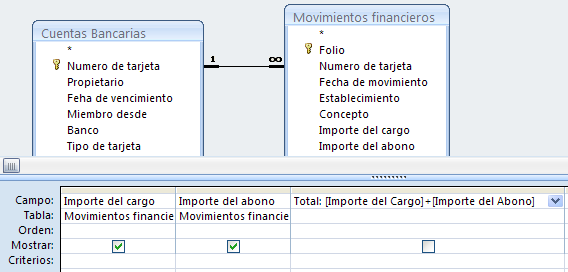 Cuentas Bancarias
*
Numero de tarjeta
Propietario
Feha de vencimiento
Miembro desde
Banco
Tipo de tarjeta
1
∞
Movimientos financieros
*
Folio
Numero de tarjeta
Fecha de movimiento
Establecimiento
Concepto
Importe del cargo
Importe del abono
Campo: Importe del cargo Importe del abono Total: [Importe del Cargo]+[Importe del Abono]
Tabla: Movimientos financie Movimientos financie
Orden:
Mostrar:
Criterios: